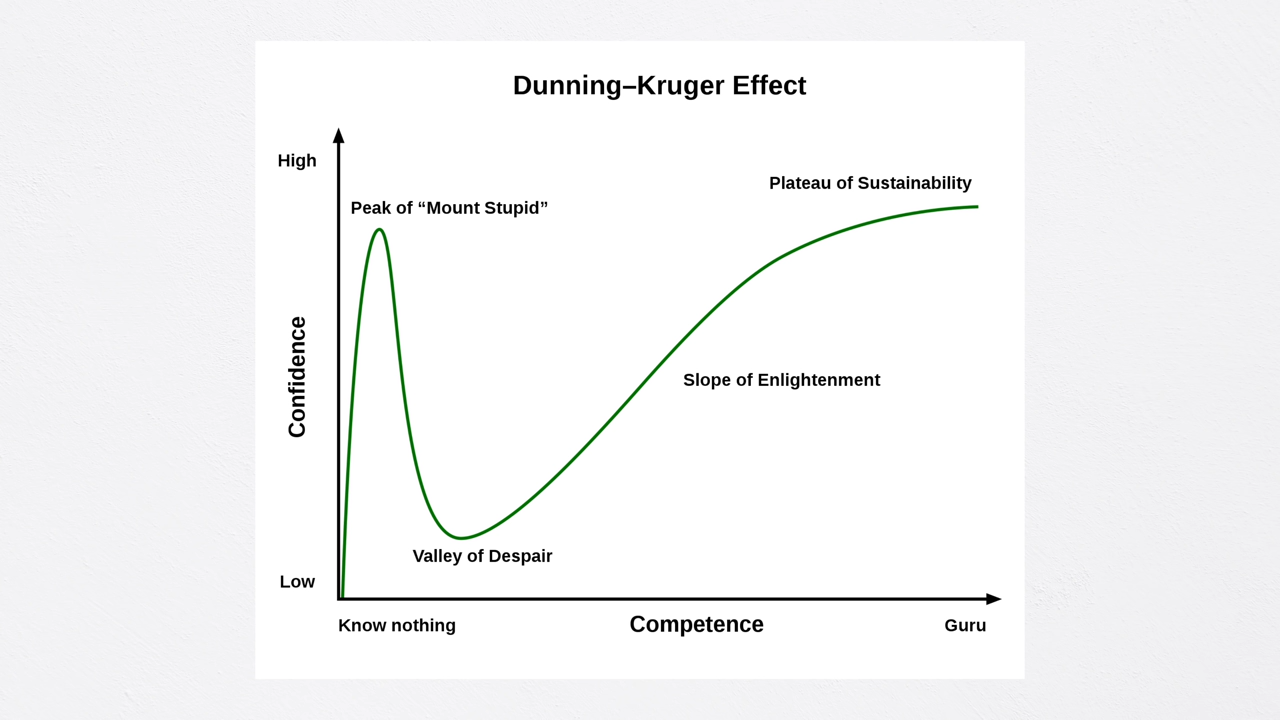 Dunning–Kruger Effect
High
Plateau of Sustainability
Peak of “Mount Stupid”
Confidence
Slope of Enlightenment
Valley of Despair
Low
Know nothing
Competence
Guru